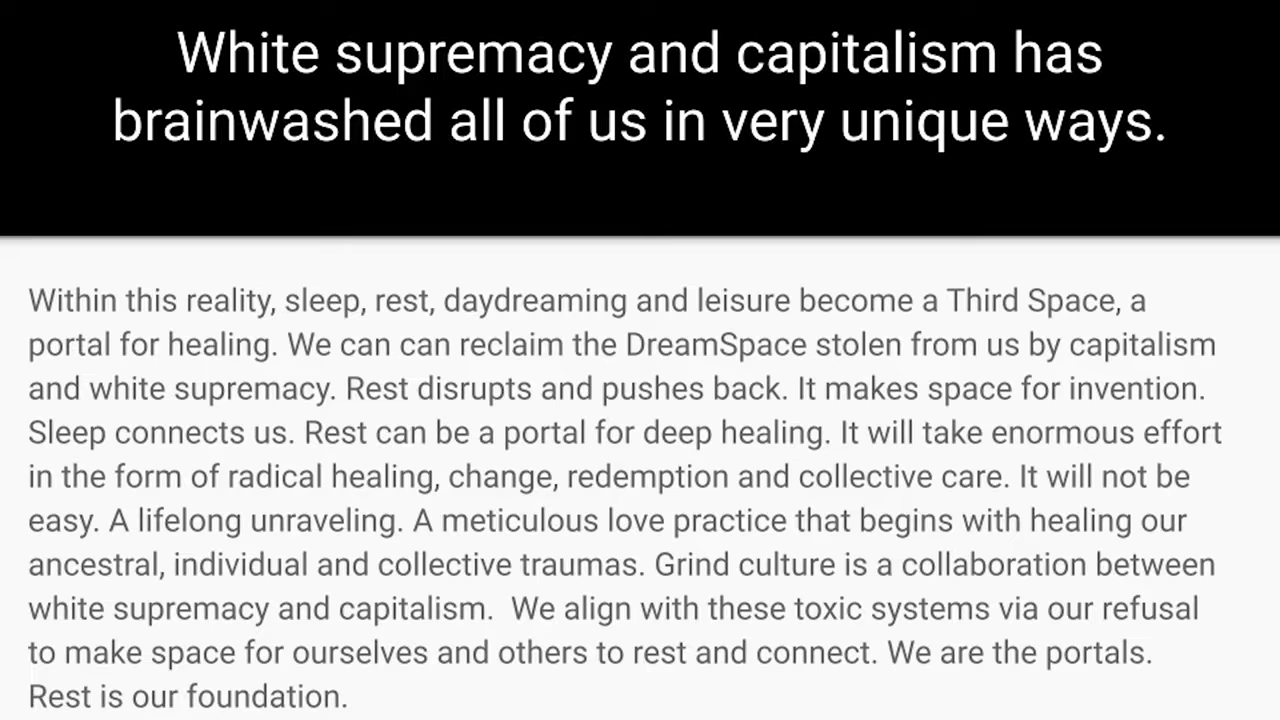 White supremacy and capitalism has
brainwashed all of us in very unique ways.
Within this reality, sleep, rest, daydreaming and leisure become a Third Space, a
portal for healing. We can can reclaim the DreamSpace stolen from us by capitalism
and white supremacy. Rest disrupts and pushes back. It makes space for invention.
Sleep connects us. Rest can be a portal for deep healing. It will take enormous effort
in the form of radical healing, change, redemption and collective care. It will not be
easy. A lifelong unraveling. A meticulous love practice that begins with healing our
ancestral, individual and collective traumas. Grind culture is a collaboration between
white supremacy and capitalism.  We align with these toxic systems via our refusal
to make space for ourselves and others to rest and connect. We are the portals.
Rest is our foundation.